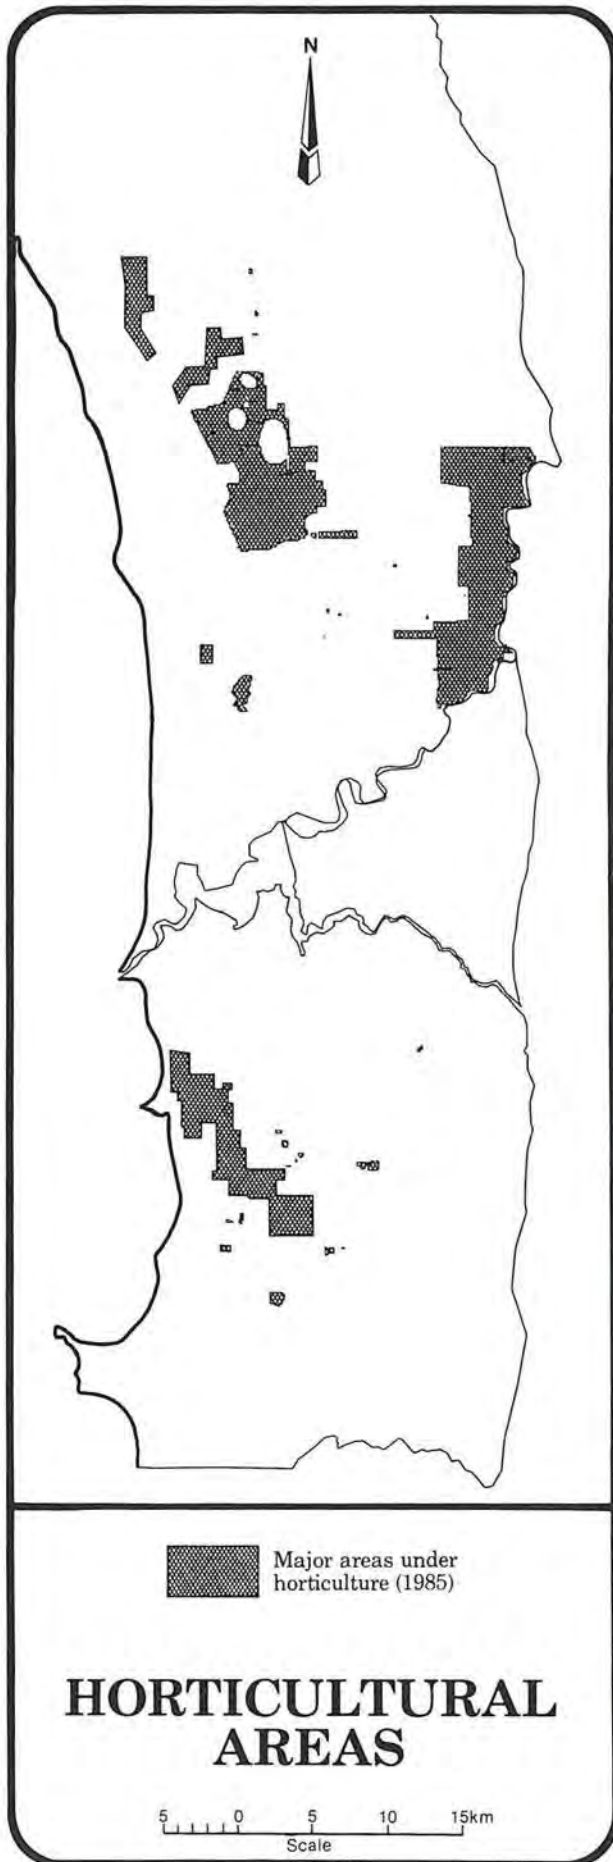 N
Major areas under
horticulture (1985)
HORTICULTURAL
AREAS
5 0 5 10 15km
Scale